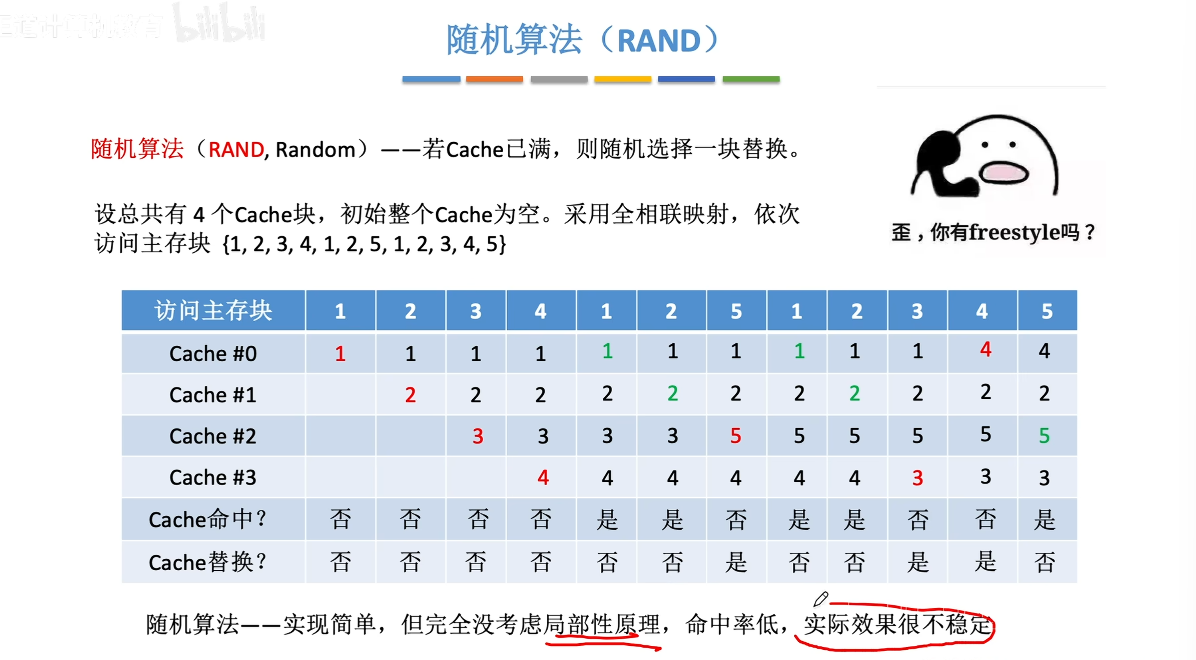 bilibili
随机算法（RAND）
随机算法（RAND, Random）——若Cache已满，则随机选择一块替换。
设总共有 4 个Cache块，初始整个Cache为空。采用全相联映射，依次
访问主存块 {1, 2, 3, 4, 1, 2, 5, 1, 2, 3, 4, 5}
歪，你有freestyle吗？
访问主存块 1 2 3 4 1 2 5 1 2 3 4 5
Cache #0 1 1 1 1 1 1 1 1 1 1 4 4
Cache #1 2 2 2 2 2 2 2 2 2 2 2
Cache #2 3 3 3 3 5 5 5 5 5 5
Cache #3 4 4 4 4 4 4 3 3 3
Cache命中？ 否 否 否 否 是 是 否 是 是 否 否 是
Cache替换？ 否 否 否 否 否 否 是 否 否 是 是 否
随机算法——实现简单，但完全没考虑局部性原理，命中率低，实际效果很不稳定